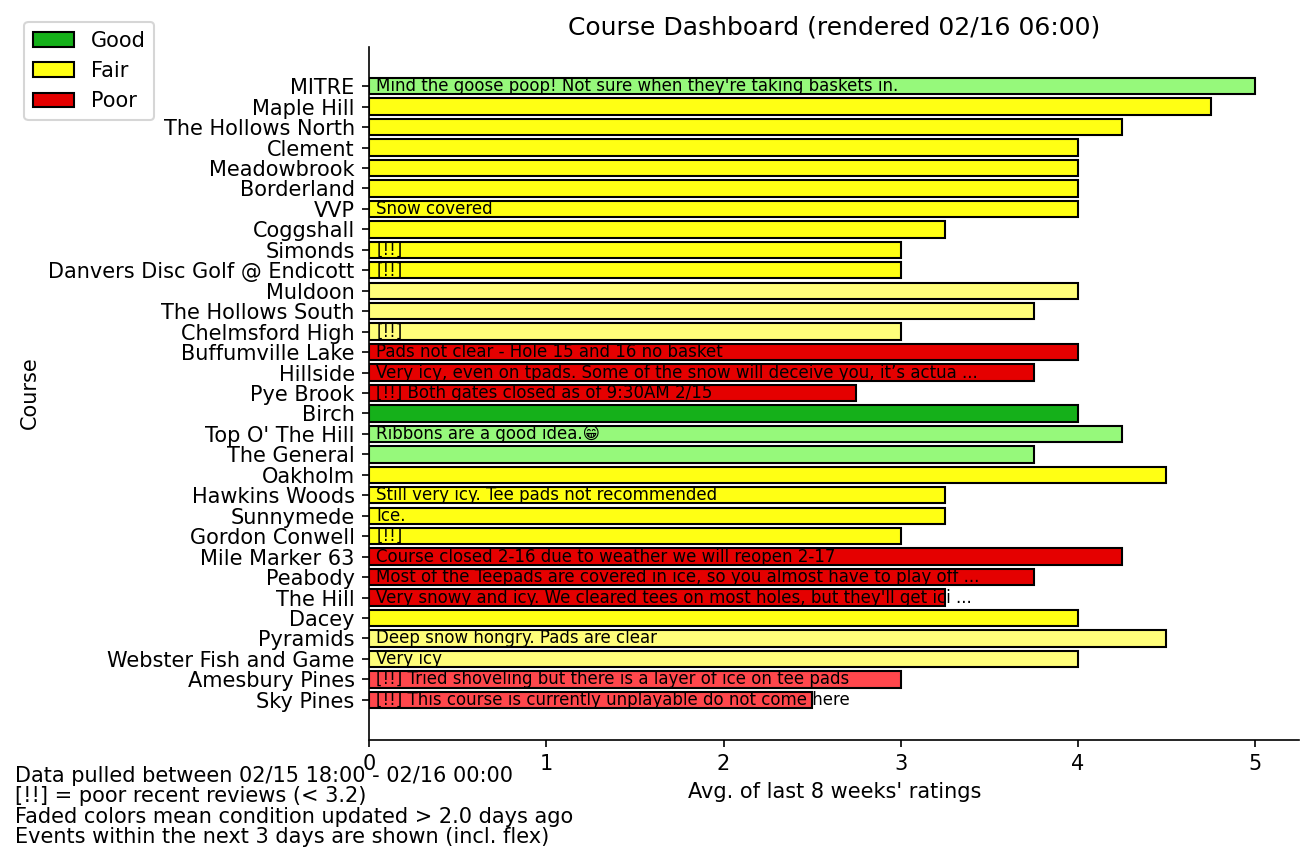 Course Dashboard (rendered 02/16 06:00)
Good
Fair
Poor
MITRE Mind the goose poop! Not sure when they're taking baskets in.
Maple Hill
The Hollows North
Clement
Meadowbrook
Borderland
VVP Snow covered
Coggshall
Simonds [!!]
Danvers Disc Golf @ Endicott [!!]
Muldoon
The Hollows South
Chelmsford High [!!]
Buffumville Lake Pads not clear - Hole 15 and 16 no basket
Hillside Very icy, even on tpads. Some of the snow will deceive you, it’s actua ...
Pye Brook [!!] Both gates closed as of 9:30AM 2/15
Birch
Top O' The Hill Ribbons are a good idea.😁
The General
Oakholm
Hawkins Woods Still very icy. Tee pads not recommended
Sunnymede Ice.
Gordon Conwell [!!]
Mile Marker 63 Course closed 2-16 due to weather we will reopen 2-17
Peabody Most of the Teepads are covered in ice, so you almost have to play off ...
The Hill Very snowy and icy. We cleared tees on most holes, but they'll get ici ...
Dacey
Pyramids Deep snow hongry. Pads are clear
Webster Fish and Game Very icy
Amesbury Pines [!!] Tried shoveling but there is a layer of ice on tee pads
Sky Pines [!!] This course is currently unplayable do not come here
Course
0 1 2 3 4 5
Avg. of last 8 weeks' ratings
Data pulled between 02/15 18:00 - 02/16 00:00
[!!] = poor recent reviews (< 3.2)
Faded colors mean condition updated > 2.0 days ago
Events within the next 3 days are shown (incl. flex)